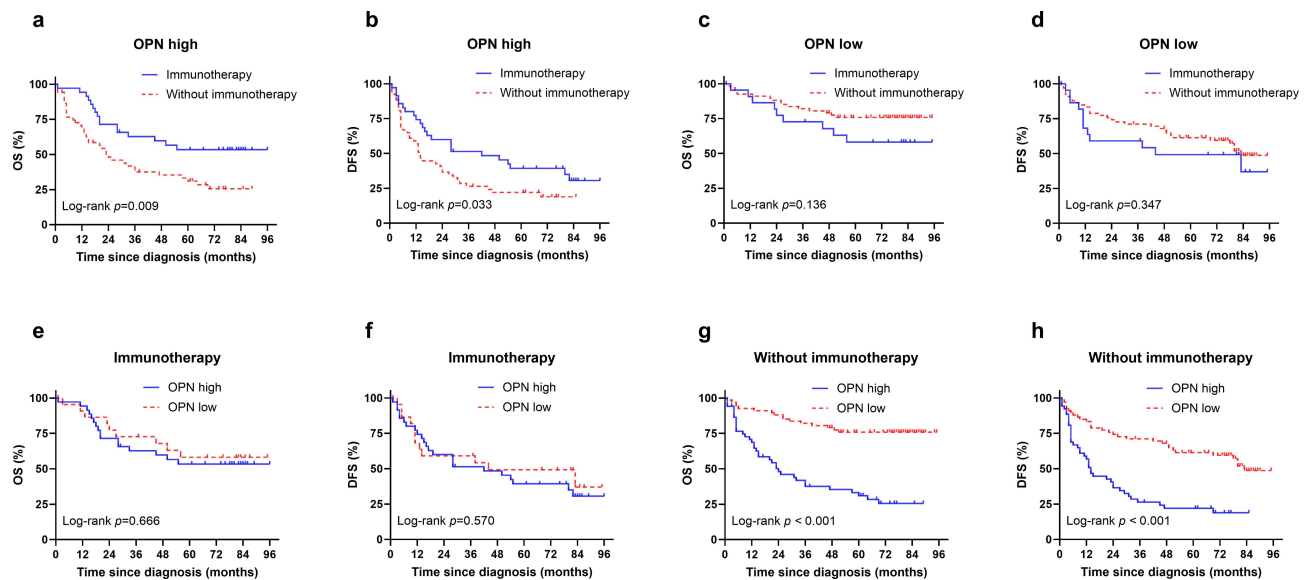 a
OPN high
Immunotherapy
Without immunotherapy
OS (%)
100
75
50
25
0
Log-rank p=0.009
0 12 24 36 48 60 72 84 96
Time since diagnosis (months)
b
OPN high
Immunotherapy
Without immunotherapy
DFS (%)
100
75
50
25
0
Log-rank p=0.033
0 12 24 36 48 60 72 84 96
Time since diagnosis (months)
c
OPN low
Immunotherapy
Without immunotherapy
OS (%)
100
75
50
25
0
Log-rank p=0.136
0 12 24 36 48 60 72 84 96
Time since diagnosis (months)
d
OPN low
Immunotherapy
Without immunotherapy
DFS (%)
100
75
50
25
0
Log-rank p=0.347
0 12 24 36 48 60 72 84 96
Time since diagnosis (months)
e
Immunotherapy
OPN high
OPN low
OS (%)
100
75
50
25
0
Log-rank p=0.666
0 12 24 36 48 60 72 84 96
Time since diagnosis (months)
f
Immunotherapy
OPN high
OPN low
DFS (%)
100
75
50
25
0
Log-rank p=0.570
0 12 24 36 48 60 72 84 96
Time since diagnosis (months)
g
Without immunotherapy
OPN high
OPN low
OS (%)
100
75
50
25
0
Log-rank p < 0.001
0 12 24 36 48 60 72 84 96
Time since diagnosis (months)
h
Without immunotherapy
OPN high
OPN low
DFS (%)
100
75
50
25
0
Log-rank p < 0.001
0 12 24 36 48 60 72 84 96
Time since diagnosis (months)